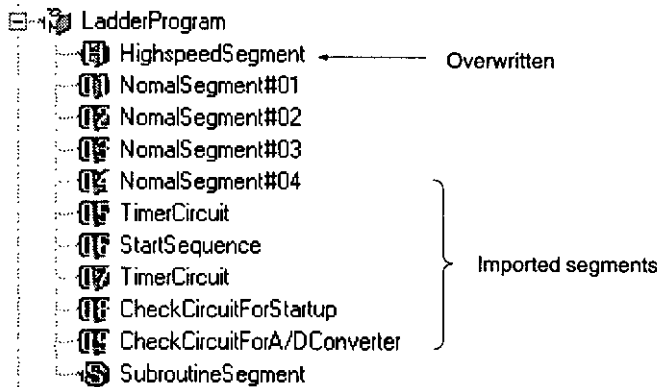 LadderProgram
HighspeedSegment
Overwritten
NomalSegment#01
NomalSegment#02
NomalSegment#03
NomalSegment#04
TimerCircuit
StartSequence
TimerCircuit
Imported segments
CheckCircuitForStartup
CheckCircuitForA/DConverter
SubroutineSegment